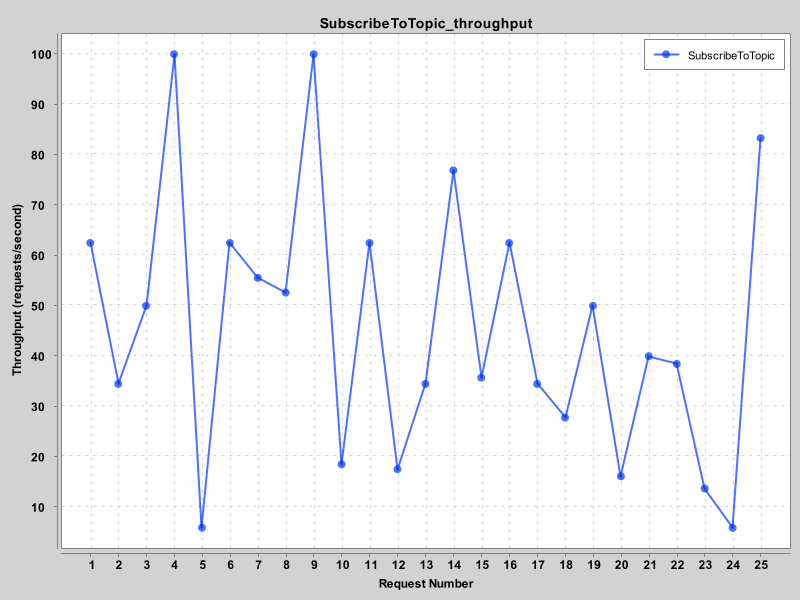 SubscribeToTopic_throughput
SubscribeToTopic
Throughput (requests/second)
100
90
80
70
60
50
40
30
20
10
1 2 3 4 5 6 7 8 9 10 11 12 13 14 15 16 17 18 19 20 21 22 23 24 25
Request Number